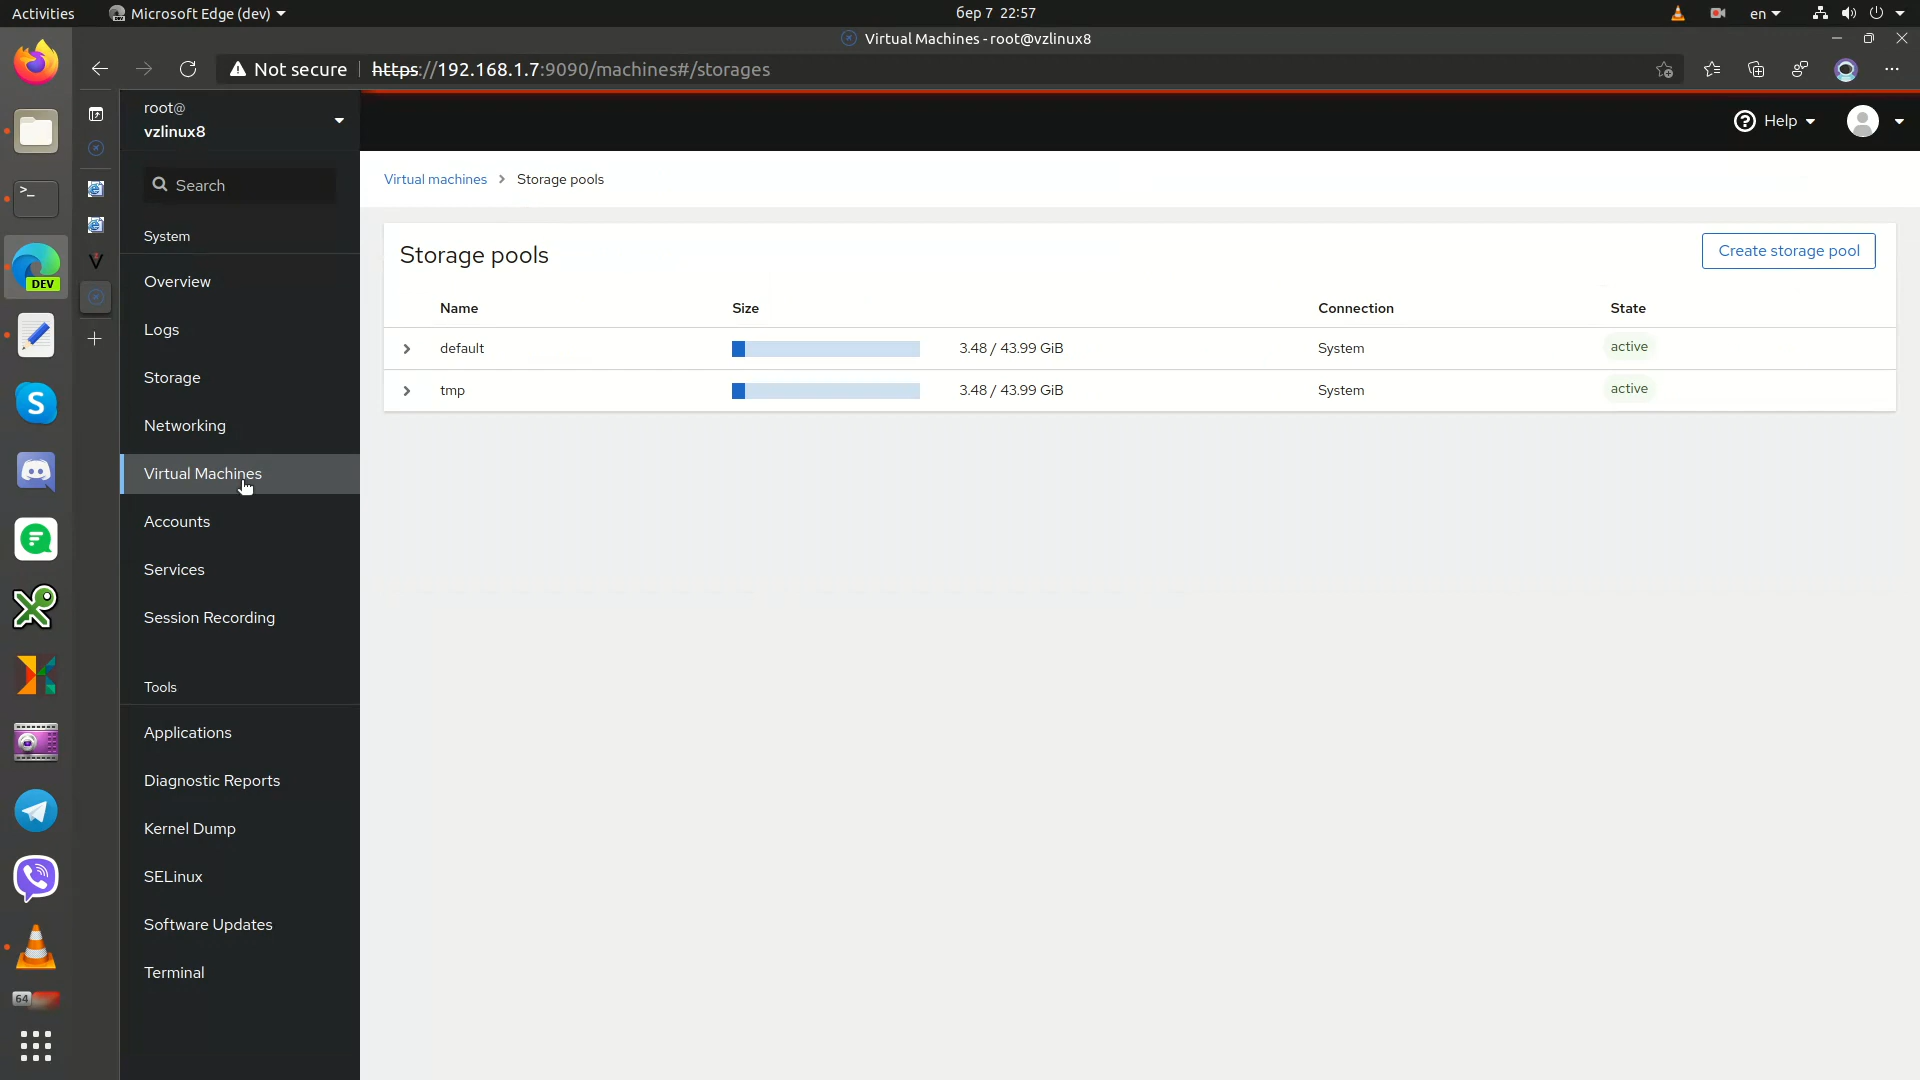 Activities
Microsoft Edge (dev)
бер 7 22:57
en
Virtual Machines - root@vzlinux8
Not secure
https://192.168.1.7:9090/machines#/storages
root@
vzlinux8
Help
Search
Virtual machines
Storage pools
System
Storage pools
Create storage pool
DEV
Overview
Name
Size
Connection
State
Logs
default
3.48 / 43.99 GiB
System
active
Storage
tmp
3.48 / 43.99 GiB
System
active
Networking
Virtual Machines
Accounts
Services
Session Recording
Tools
Applications
Diagnostic Reports
Kernel Dump
SELinux
Software Updates
Terminal
64